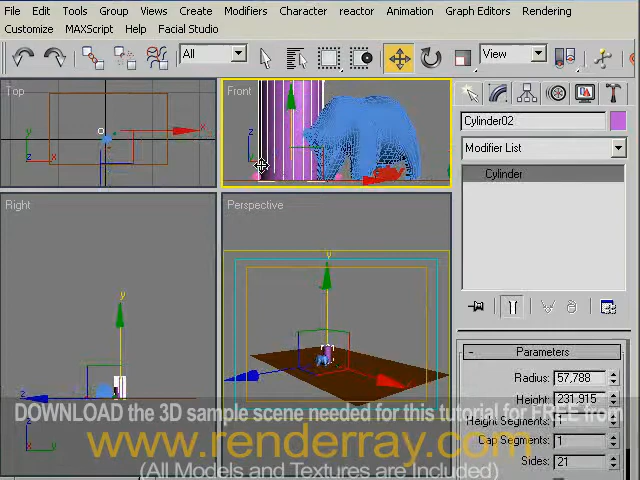 File Edit Tools Group Views Create Modifiers Character reactor Animation Graph Editors Rendering
Customize MAXScript Help Facial Studio
All
View
Top
Front
Cylinder02
Modifier List
Cylinder
Right
Perspective
Parameters
Radius: 57,788
Height: 231,915
Height Segments: 1
Cap Segments: 1
Sides: 21
DOWNLOAD the 3D sample scene needed for this tutorial for FREE from
www.renderray.com
(All Models and Textures are Included)